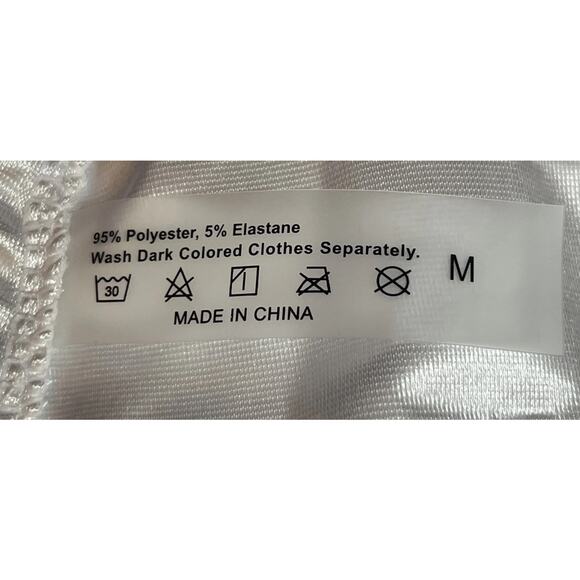 95% Polyester, 5% Elastane
Wash Dark Colored Clothes Separately.
30
M
MADE IN CHINA